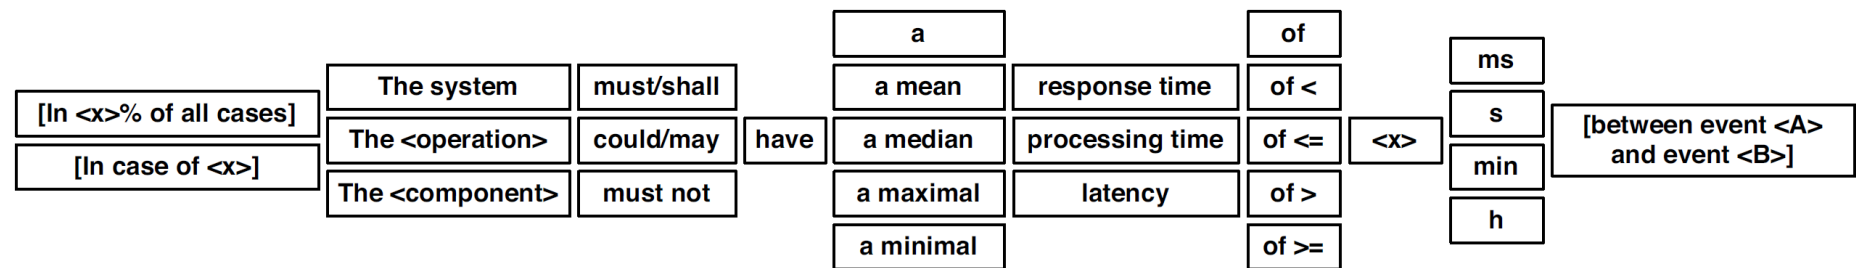 [In <x>% of all cases]
[In case of <x>]
The system
The <operation>
The <component>
must/shall
could/may
must not
have
a
a mean
a median
a maximal
a minimal
response time
processing time
latency
of
of <
of <=
of >
of >=
<x>
ms
s
min
h
[between event <A>
and event <B>]